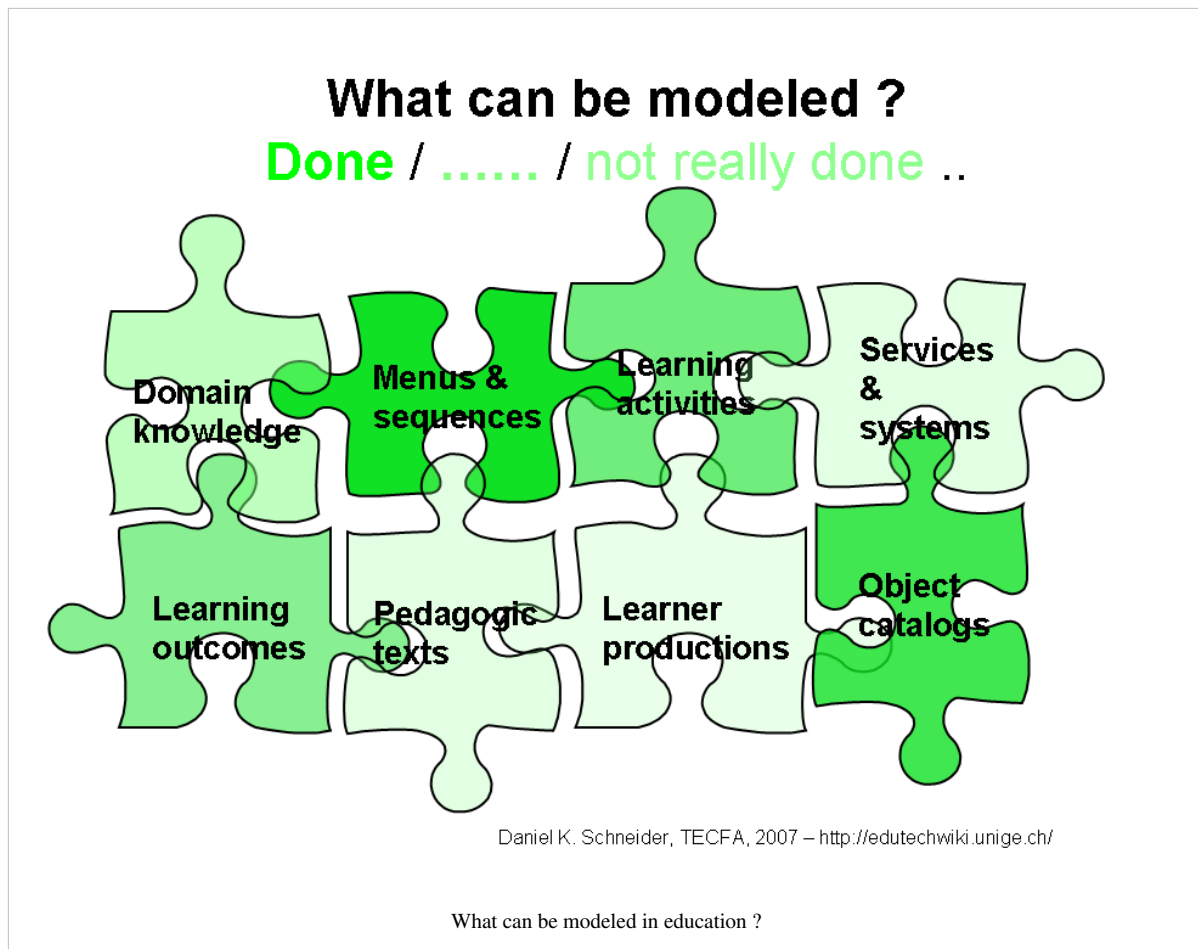 What can be modeled ?
Done / ...... / not really done ..
Domain
knowledge
Menus &
sequences
Learning
activities
Services
&
systems
Learning
outcomes
Pedagogic
texts
Learner
productions
Object
catalogs
Daniel K. Schneider, TECFA, 2007 – http://edutechwiki.unige.ch/
What can be modeled in education ?